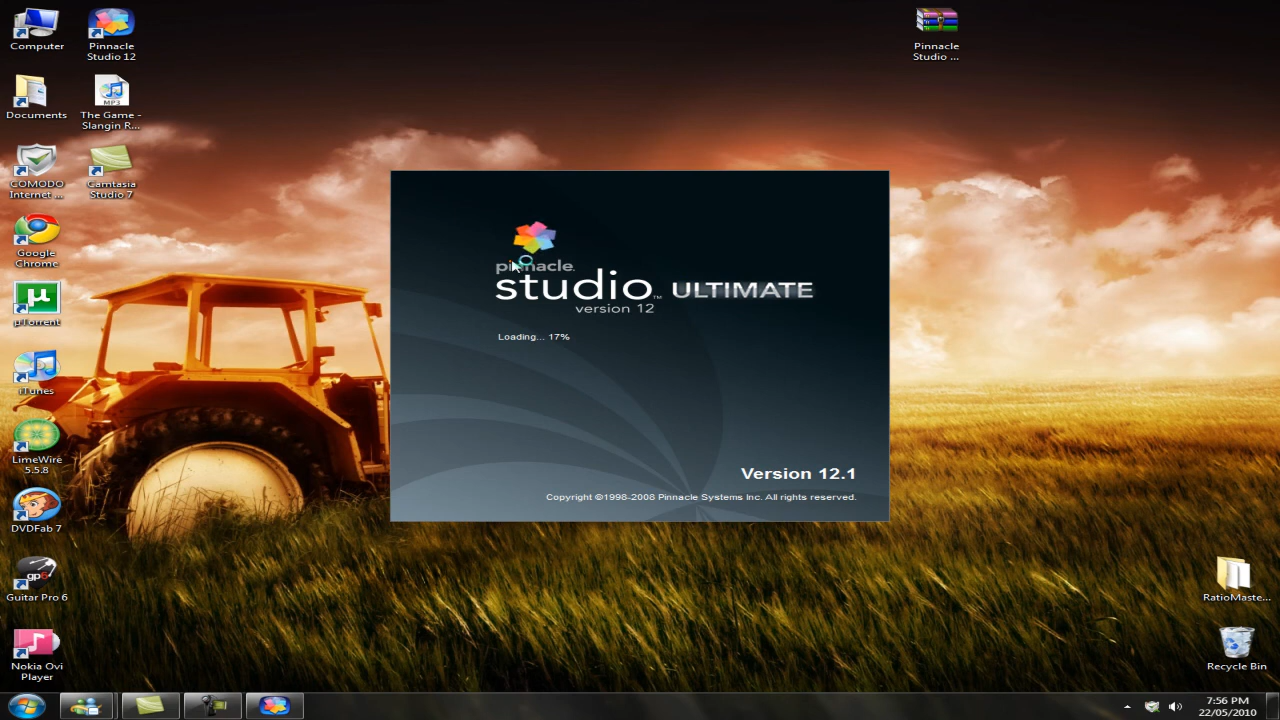 Computer
Pinnacle
Studio 12
Pinnacle
Studio ...
Documents
MP3
The Game -
Slangin R...
COMODO
Internet ...
Camtasia
Studio 7
Google
Chrome
µ
µTorrent
iTunes
LimeWire
5.5.8
DVDFab 7
gp6
Guitar Pro 6
Nokia Ovi
Player
pinnacle.
studio™ ULTIMATE
version 12
Loading... 17%
Version 12.1
Copyright ©1998-2008 Pinnacle Systems Inc. All rights reserved.
RatioMaste...
Recycle Bin
7:56 PM
22/05/2010